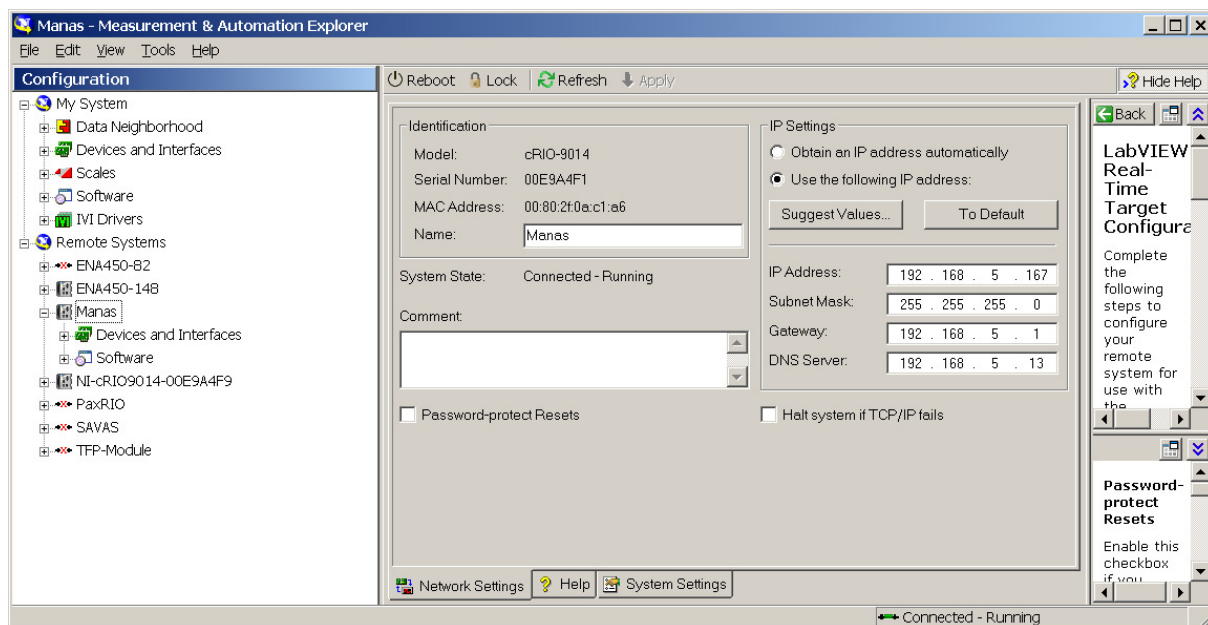 Manas - Measurement & Automation Explorer
File Edit View Tools Help
Configuration
My System
Data Neighborhood
Devices and Interfaces
Scales
Software
IVI Drivers
Remote Systems
ENA450-82
ENA450-148
Manas
Devices and Interfaces
Software
NI-cRIO9014-00E9A4F9
PaxRIO
SAVAS
TFP-Module
Reboot Lock Refresh Apply
Hide Help
Identification
Model: cRIO-9014
Serial Number: 00E9A4F1
MAC Address: 00:80:2f:0a:c1:a6
Name: Manas
System State: Connected - Running
Comment:
Password-protect Resets
IP Settings
Obtain an IP address automatically
Use the following IP address:
Suggest Values... To Default
IP Address: 192 . 168 . 5 . 167
Subnet Mask: 255 . 255 . 255 . 0
Gateway: 192 . 168 . 5 . 1
DNS Server: 192 . 168 . 5 . 13
Halt system if TCP/IP fails
Network Settings Help System Settings
Back
LabVIEW
Real-
Time
Target
Configura
Complete
the
following
steps to
configure
your
remote
system for
use with
the
Password-
protect
Resets
Enable this
checkbox
if you
Connected - Running